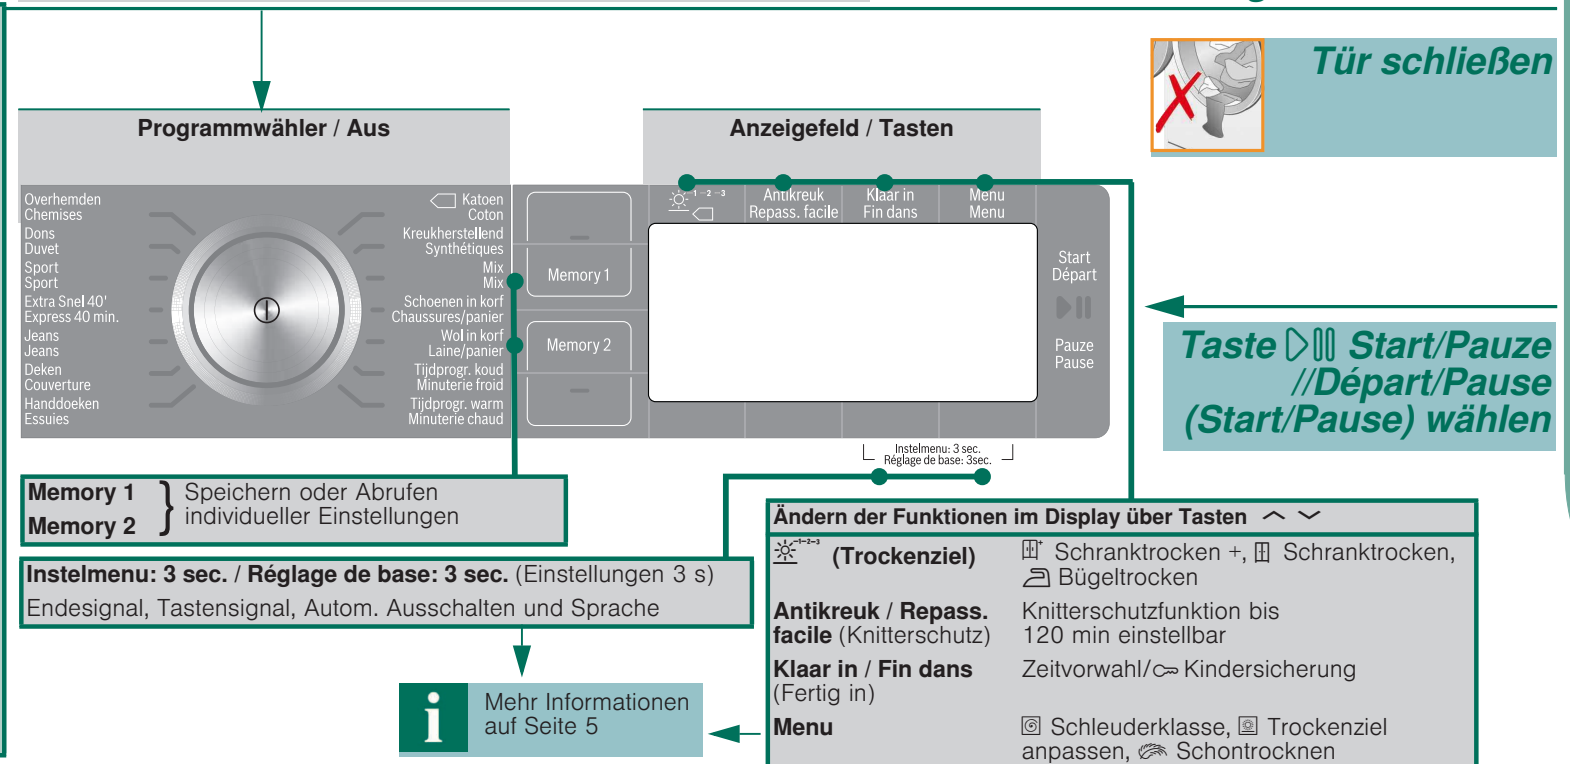 Tür schließen
Programmwähler / Aus
Anzeigefeld / Tasten
Overhemden
Chemises
Dons
Duvet
Sport
Sport
Extra Snel 40'
Express 40 min.
Jeans
Jeans
Deken
Couverture
Handdoeken
Essuies
Katoen
Coton
Kreukherstellend
Synthétiques
Mix
Mix
Schoenen in korf
Chaussures/panier
Wol in korf
Laine/panier
Tijdprogr. koud
Minuterie froid
Tijdprogr. warm
Minuterie chaud
Memory 1
Memory 2
1-2-3
Antikreuk
Repass. facile
Klaar in
Fin dans
Menu
Menu
Start
Départ
Pauze
Pause
Instelmenu: 3 sec.
Réglage de base: 3sec.
Taste Start/Pauze
//Départ/Pause
(Start/Pause) wählen
Memory 1
Memory 2
Speichern oder Abrufen
individueller Einstellungen
Instelmenu: 3 sec. / Réglage de base: 3 sec. (Einstellungen 3 s)
Endesignal, Tastensignal, Autom. Ausschalten und Sprache
Mehr Informationen
auf Seite 5
Ändern der Funktionen im Display über Tasten
1-2-3 (Trockenziel)
Schranktrocken +, Schranktrocken,
Bügeltrocken
Antikreuk / Repass.
facile (Knitterschutz)
Knitterschutzfunktion bis
120 min einstellbar
Klaar in / Fin dans
(Fertig in)
Zeitvorwahl/ Kindersicherung
Menu
Schleuderklasse, Trockenziel
anpassen, Schontrocknen